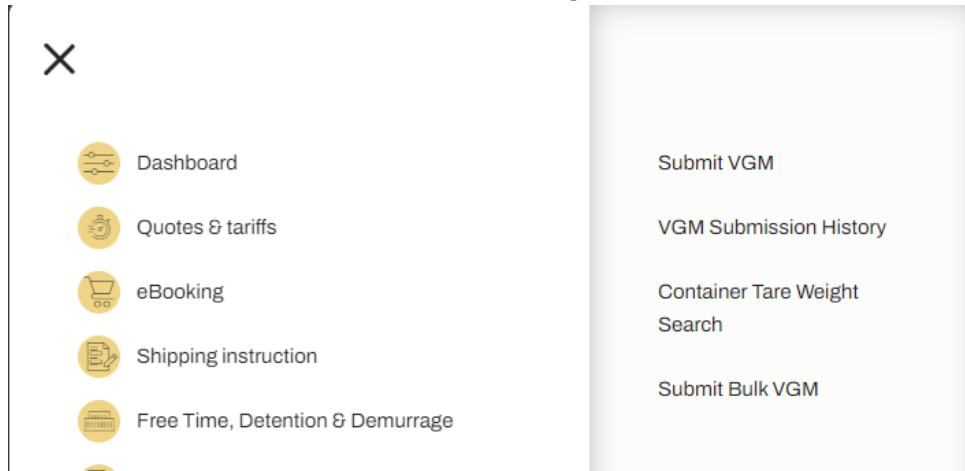 Dashboard
Quotes & tariffs
eBooking
Shipping instruction
Free Time, Detention & Demurrage
Submit VGM
VGM Submission History
Container Tare Weight
Search
Submit Bulk VGM